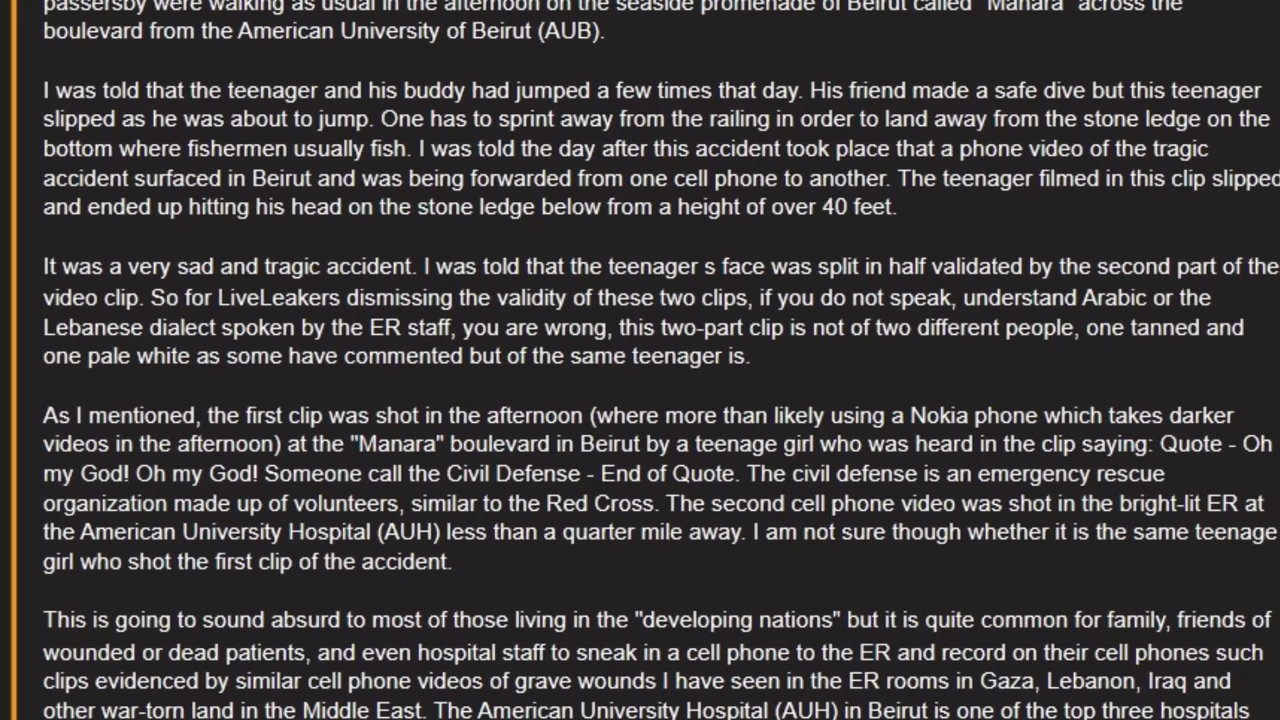 passersby were walking as usual in the afternoon on the seaside promenade of Beirut called "Manara" across the
boulevard from the American University of Beirut (AUB).
I was told that the teenager and his buddy had jumped a few times that day. His friend made a safe dive but this teenager
slipped as he was about to jump. One has to sprint away from the railing in order to land away from the stone ledge on the
bottom where fishermen usually fish. I was told the day after this accident took place that a phone video of the tragic
accident surfaced in Beirut and was being forwarded from one cell phone to another. The teenager filmed in this clip slipped
and ended up hitting his head on the stone ledge below from a height of over 40 feet.
It was a very sad and tragic accident. I was told that the teenager s face was split in half validated by the second part of the
video clip. So for LiveLeakers dismissing the validity of these two clips, if you do not speak, understand Arabic or the
Lebanese dialect spoken by the ER staff, you are wrong, this two-part clip is not of two different people, one tanned and
one pale white as some have commented but of the same teenager is.
As I mentioned, the first clip was shot in the afternoon (where more than likely using a Nokia phone which takes darker
videos in the afternoon) at the "Manara" boulevard in Beirut by a teenage girl who was heard in the clip saying: Quote - Oh
my God! Oh my God! Someone call the Civil Defense - End of Quote. The civil defense is an emergency rescue
organization made up of volunteers, similar to the Red Cross. The second cell phone video was shot in the bright-lit ER at
the American University Hospital (AUH) less than a quarter mile away. I am not sure though whether it is the same teenage
girl who shot the first clip of the accident.
This is going to sound absurd to most of those living in the "developing nations" but it is quite common for family, friends of
wounded or dead patients, and even hospital staff to sneak in a cell phone to the ER and record on their cell phones such
clips evidenced by similar cell phone videos of grave wounds I have seen in the ER rooms in Gaza, Lebanon, Iraq and
other war-torn land in the Middle East. The American University Hospital (AUH) in Beirut is one of the top three hospitals